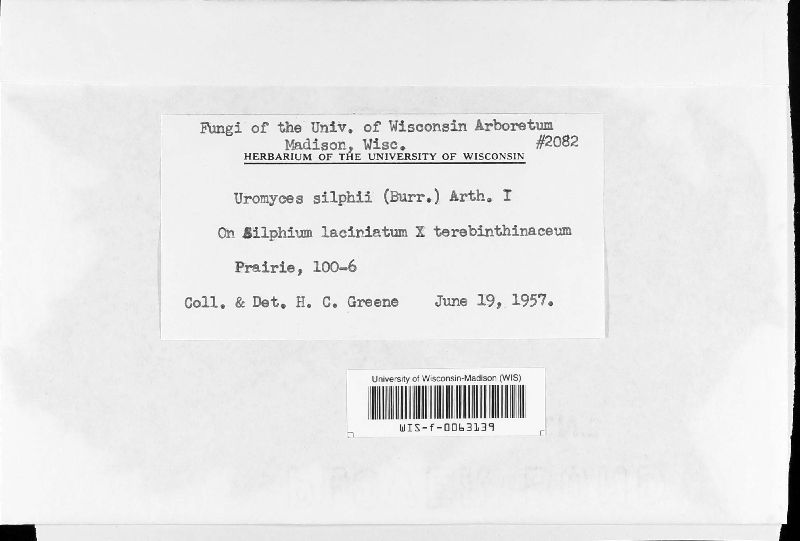 Fungi of the Univ. of Wisconsin Arboretum
Madison, Wisc. #2082
HERBARIUM OF THE UNIVERSITY OF WISCONSIN
Uromyces silphii (Burr.) Arth. I
On Silphium laciniatum X terebinthinaceum
Prairie, 100-6
Coll. & Det. H. C. Greene June 19, 1957.
University of Wisconsin-Madison (WIS)
WIS-f-0063139